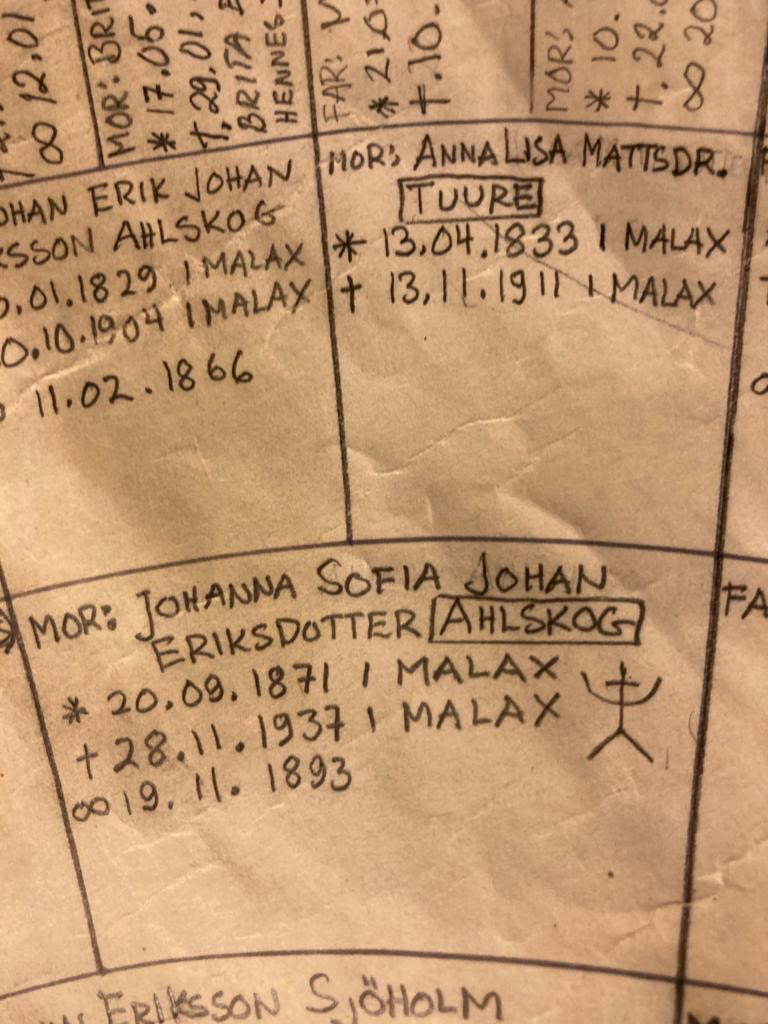 ∞ 12.01
MOR: BRIT
* 17.05.
†. 29.01.
BRITA
HENNES-
FAR:
* 21.0
†.10.
MOR:
* 10.
†. 22.0
∞ 20
OHAN ERIK JOHAN
KSSON AHLSKOG
.01.1829 I MALAX
0.10.1904 I MALAX
11.02.1866
MOR: ANNA LISA MATTSDR.
TUURE
* 13.04.1833 I MALAX
† 13.11.1911 I MALAX
MOR: JOHANNA SOFIA JOHAN
ERIKSDOTTER AHLSKOG
* 20.09.1871 I MALAX
† 28.11.1937 I MALAX
∞ 19.11.1893
FA
ERIKSSON SJÖHOLM